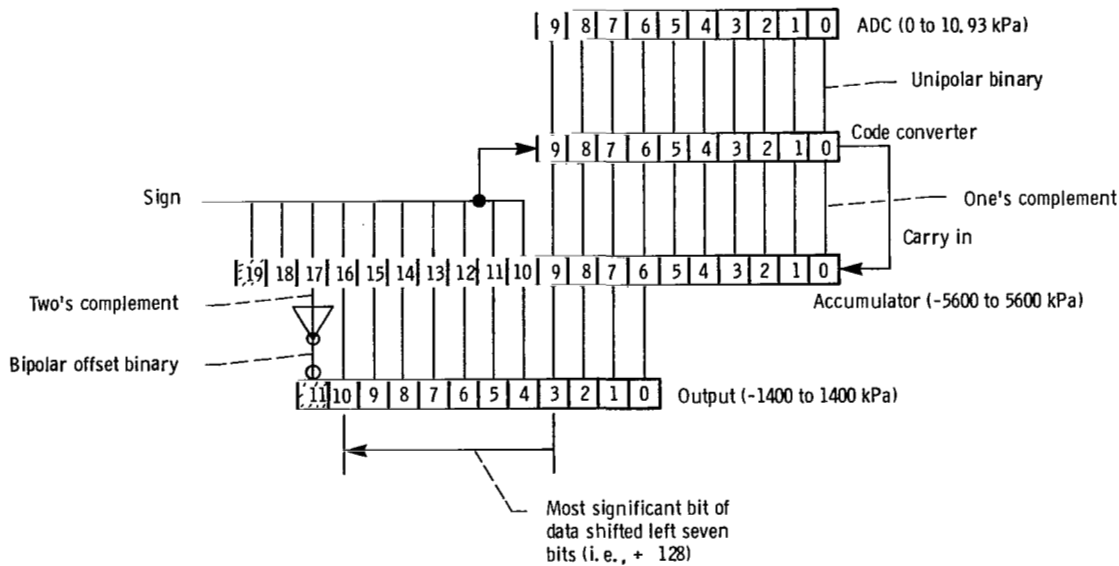 9 8 7 6 5 4 3 2 1 0 ADC (0 to 10.93 kPa)
Unipolar binary
9 8 7 6 5 4 3 2 1 0 Code converter
Sign
One's complement
Carry in
19 18 17 16 15 14 13 12 11 10 9 8 7 6 5 4 3 2 1 0
Accumulator (-5600 to 5600 kPa)
Two's complement
Bipolar offset binary
11 10 9 8 7 6 5 4 3 2 1 0 Output (-1400 to 1400 kPa)
Most significant bit of
data shifted left seven
bits (i.e., + 128)